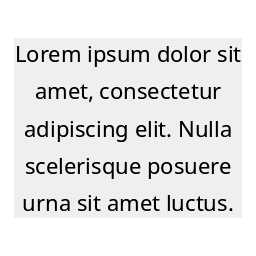 Lorem ipsum dolor sit
amet, consectetur
adipiscing elit. Nulla
scelerisque posuere
urna sit amet luctus.